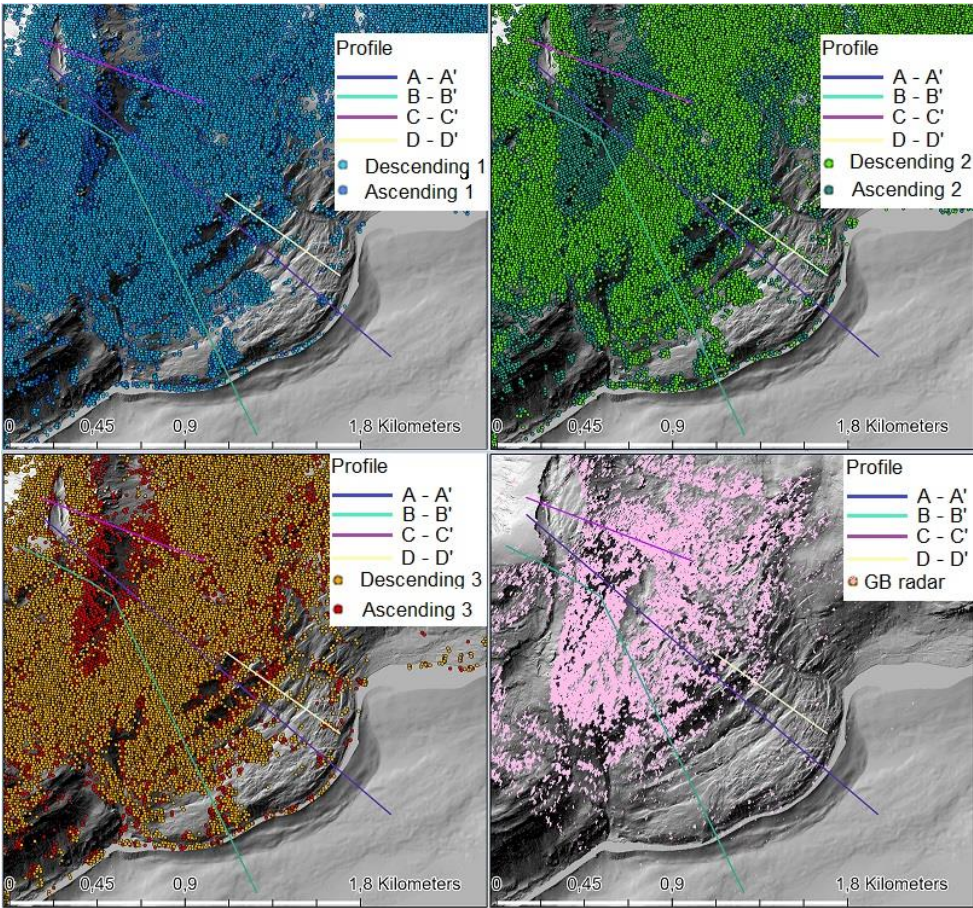 Profile
A - A'
B - B'
C - C'
D - D'
Descending 1
Ascending 1
0 0,45 0,9 1,8 Kilometers
Profile
A - A'
B - B'
C - C'
D - D'
Descending 2
Ascending 2
0 0,45 0,9 1,8 Kilometers
Profile
A - A'
B - B'
C - C'
D - D'
Descending 3
Ascending 3
0 0,45 0,9 1,8 Kilometers
Profile
A - A'
B - B'
C - C'
D - D'
GB radar
0 0,45 0,9 1,8 Kilometers